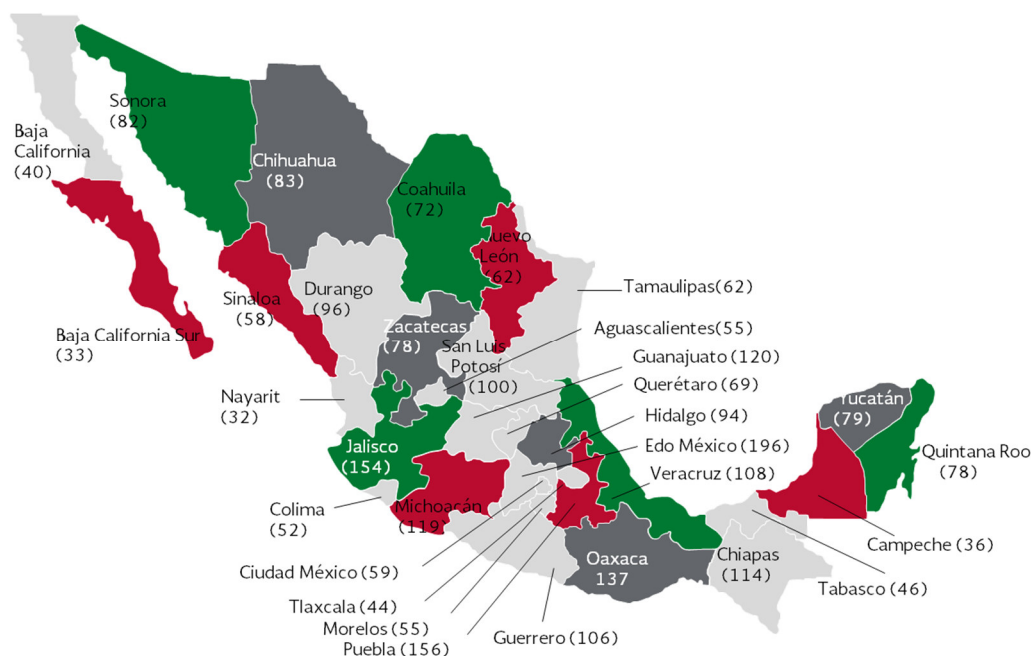 Sonora
(82)
Baja
California
(40)
Chihuahua
(83)
Coahuila
(72)
Nuevo
León
(62)
Tamaulipas(62)
Sinaloa
(58)
Durango
(96)
Baja California Sur
(33)
Zacatecas
(78)
Aguascalientes(55)
San Luis
Potosí
(100)
Guanajuato (120)
Querétaro (69)
Nayarit
(32)
Hidalgo (94)
Yucatán
(79)
Jalisco
(154)
Edo México (196)
Quintana Roo
(78)
Veracruz (108)
Colima
(52)
Michoacán
(119)
Campeche (36)
Ciudad México (59)
Oaxaca
137
Chiapas
(114)
Tabasco (46)
Tlaxcala (44)
Morelos (55)
Puebla (156)
Guerrero (106)